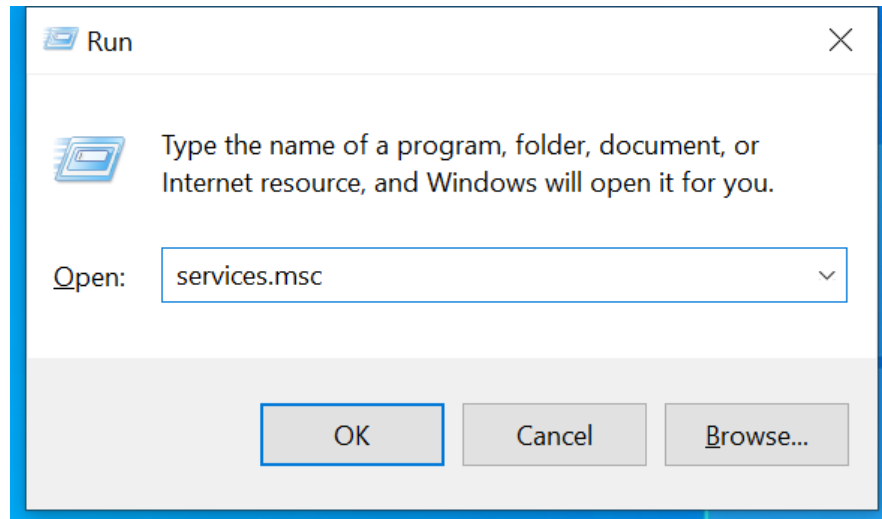 Run
Type the name of a program, folder, document, or
Internet resource, and Windows will open it for you.
Open: services.msc
OK Cancel Browse...